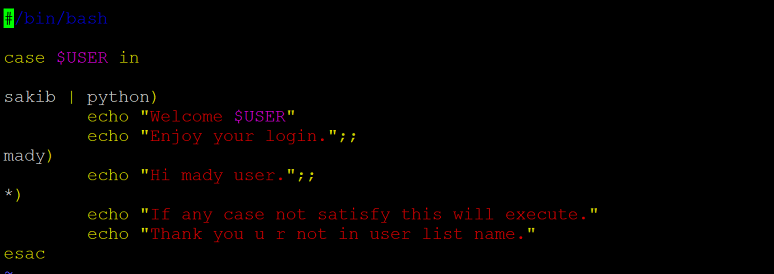 #/bin/bash
case $USER in
sakib | python)
echo "Welcome $USER"
echo "Enjoy your login.";;
mady)
echo "Hi mady user.";;
*)
echo "If any case not satisfy this will execute."
echo "Thank you u r not in user list name."
esac
~